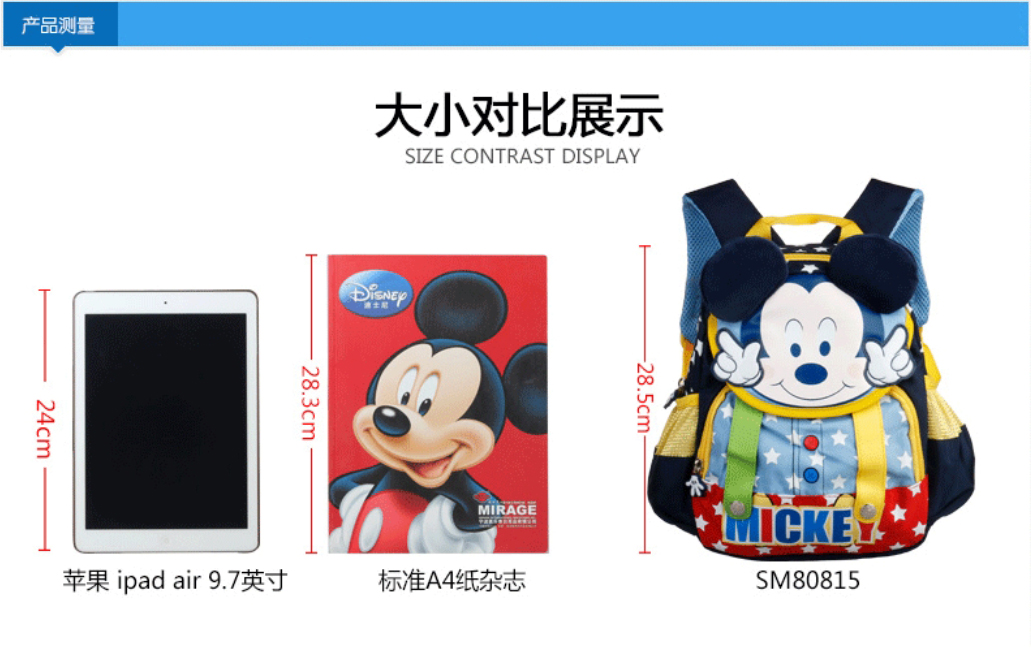 产品测量
大小对比展示
SIZE CONTRAST DISPLAY
24cm
28.3cm
28.5cm
Disney
迪士尼
MIRAGE
MICKEY
苹果 ipad air 9.7英寸
标准A4纸杂志
SM80815